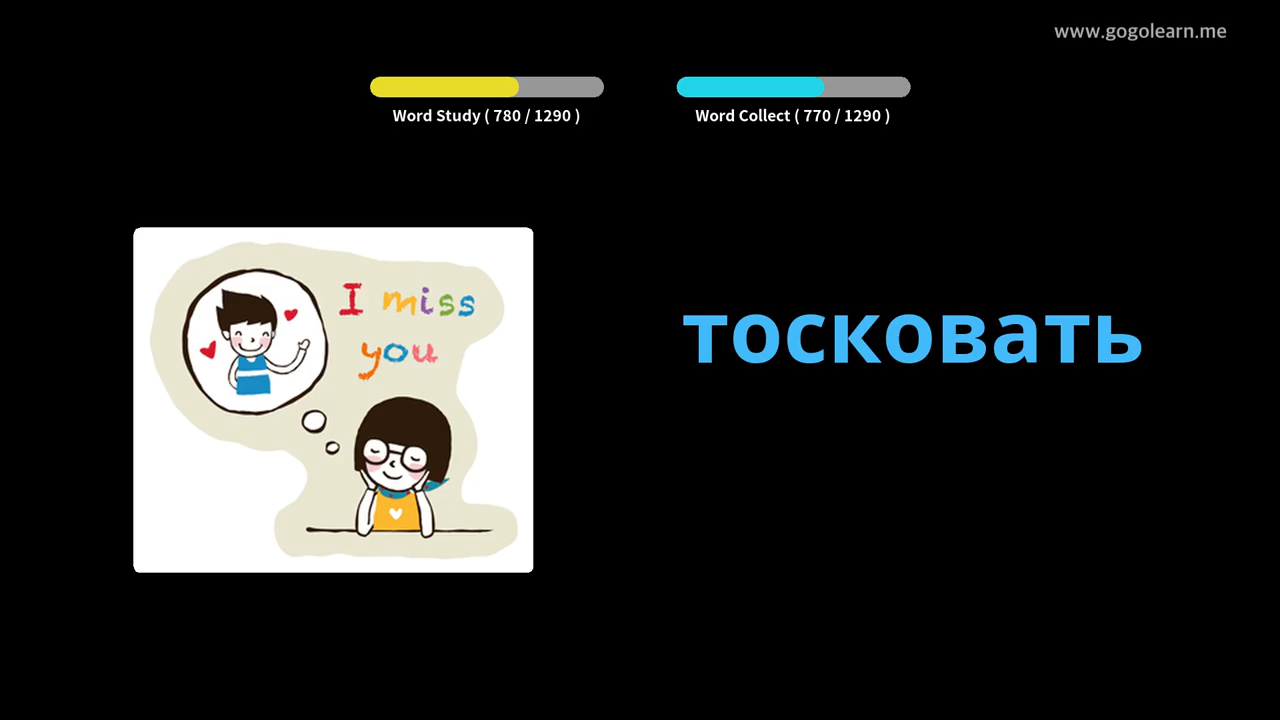 www.gogolearn.me
Word Study ( 780 / 1290 )
Word Collect ( 770 / 1290 )
I miss
you
тосковать